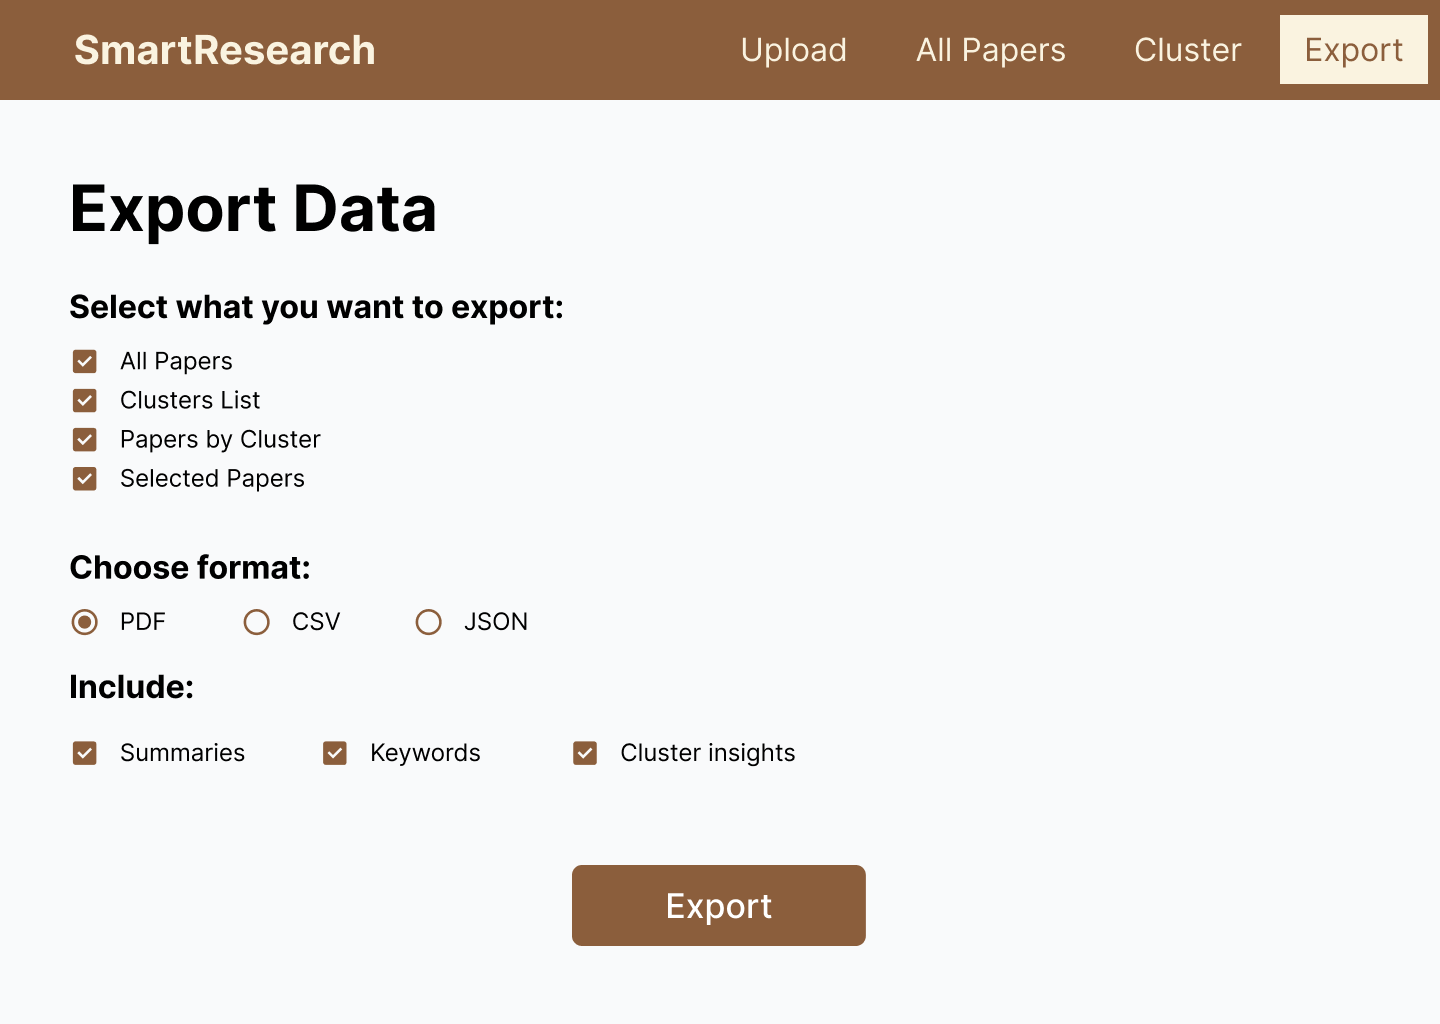 SmartResearch Upload All Papers Cluster Export
Export Data
Select what you want to export:
All Papers
Clusters List
Papers by Cluster
Selected Papers
Choose format:
PDF CSV JSON
Include:
Summaries Keywords Cluster insights
Export